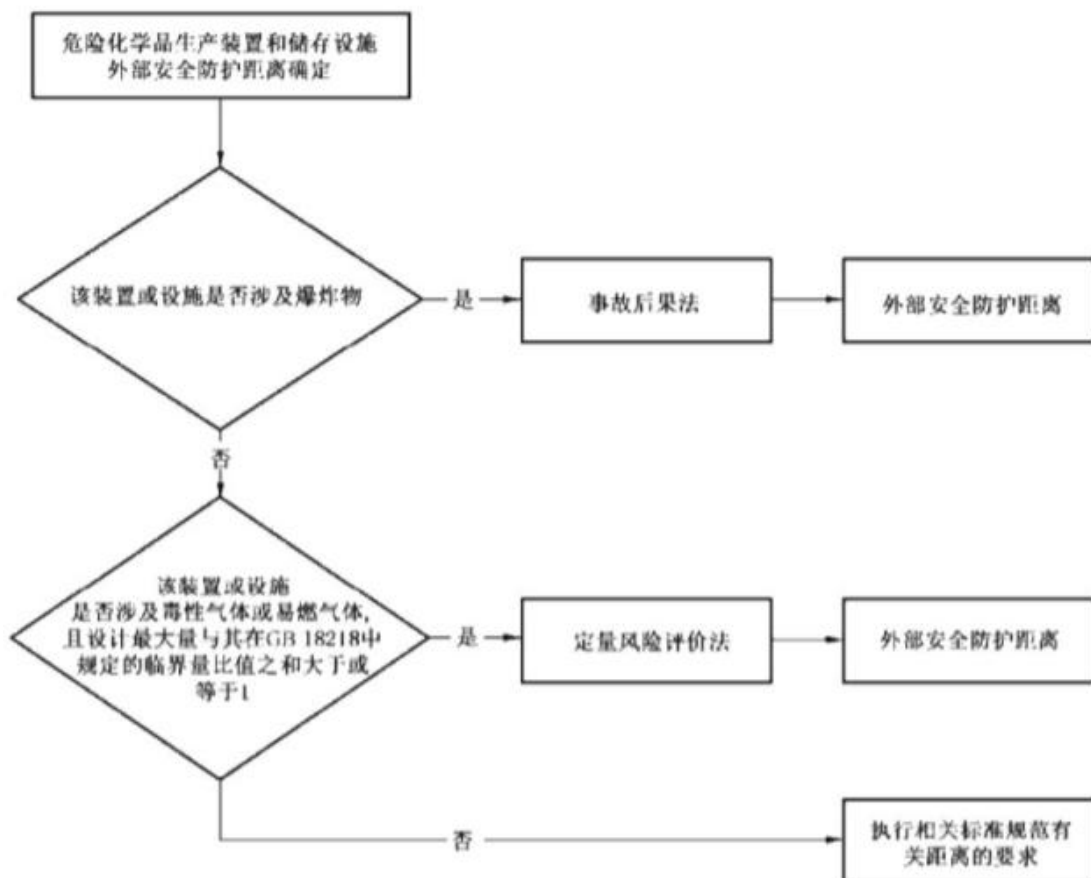 危险化学品生产装置和储存设施
外部安全防护距离确定
该装置或设施是否涉及爆炸物
是
事故后果法
外部安全防护距离
否
该装置或设施
是否涉及毒性气体或易燃气体,
且设计最大量与其在GB 18218中
规定的临界量比值之和大于或
等于1
是
定量风险评价法
外部安全防护距离
否
执行相关标准规范有
关距离的要求